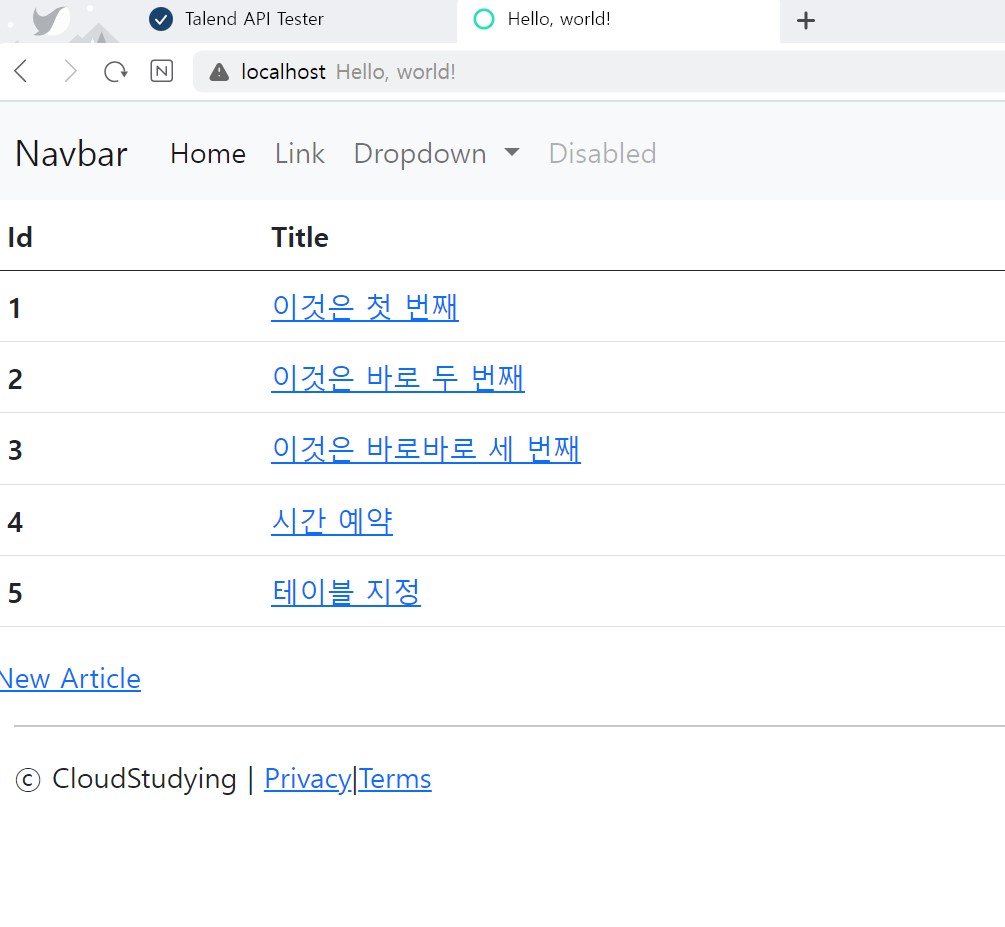 Talend API Tester Hello, world! +
N localhost Hello, world!
Navbar Home Link Dropdown Disabled
Id Title
1 이것은 첫 번째
2 이것은 바로 두 번째
3 이것은 바로바로 세 번째
4 시간 예약
5 테이블 지정
New Article
© CloudStudying | Privacy|Terms